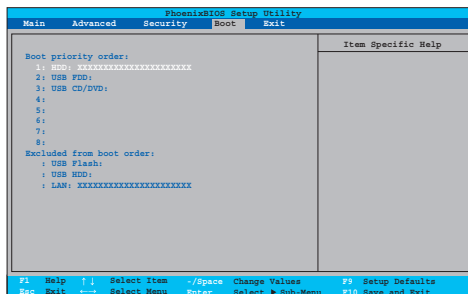 PhoenixBIOS Setup Utility
Main Advanced Security Boot Exit
Item Specific Help
Boot priority order:
1: HDD: XXXXXXXXXXXXXXXXXXXXXX
2: USB FDD:
3: USB CD/DVD:
4:
5:
6:
7:
8:
Excluded from boot order:
: USB Flash:
: USB HDD:
: LAN: XXXXXXXXXXXXXXXXXXXXXX
F1 Help ↑↓ Select Item -/Space Change Values F9 Setup Defaults
Esc Exit ←→ Select Menu Enter Select ▶ Sub-Menu F10 Save and Exit